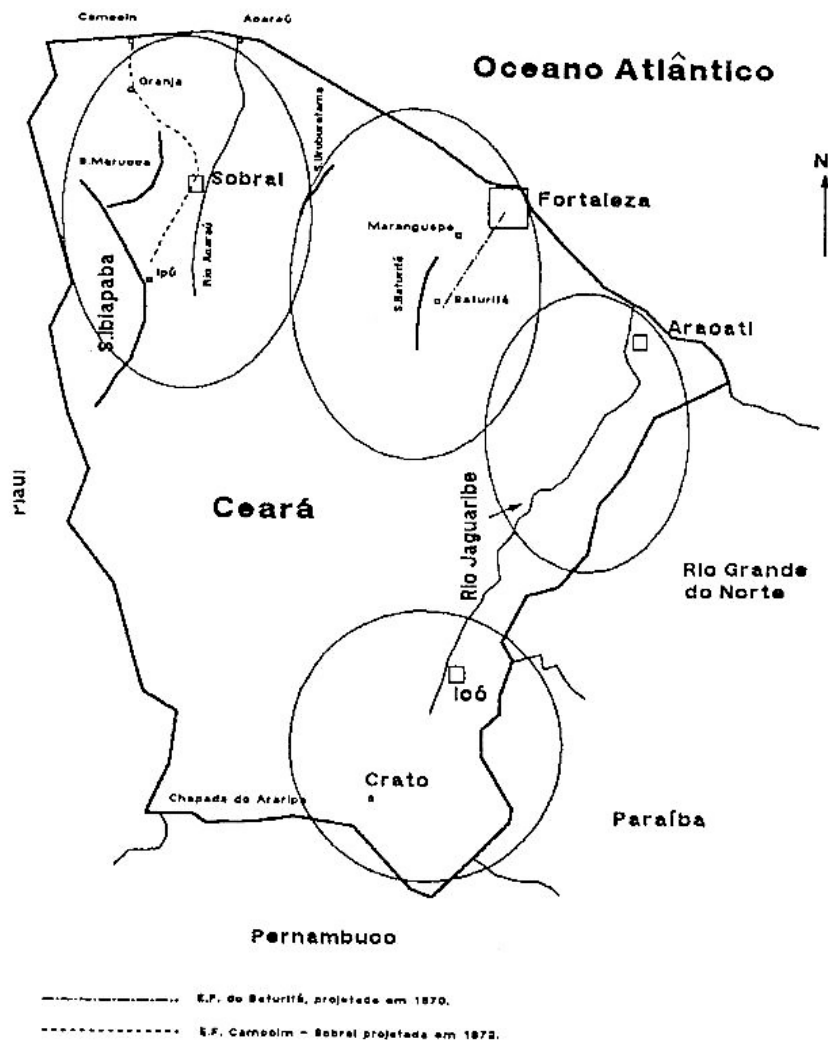 Camocim
Acaraú
Oceano Atlântico
Granja
S.Uruburetama
N
S.Meruoca
Sobral
Fortaleza
Maranguape
Rio Acaraú
Ipú
S.Baturité
Baturité
S.Ibiapaba
Aracati
Piauí
Ceará
Rio Jaguaribe
Rio Grande
do Norte
Icó
Crato
Chapada do Araripe
Paraíba
Pernambuco
E.F. do Baturité, projetada em 1870.
E.F. Camocim - Sobral projetada em 1872.